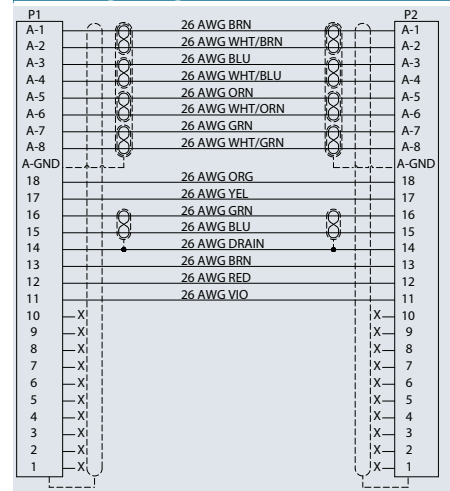 P1 P2
A-1 26 AWG BRN A-1
A-2 26 AWG WHT/BRN A-2
A-3 26 AWG BLU A-3
A-4 26 AWG WHT/BLU A-4
A-5 26 AWG ORN A-5
A-6 26 AWG WHT/ORN A-6
A-7 26 AWG GRN A-7
A-8 26 AWG WHT/GRN A-8
A-GND A-GND
18 26 AWG ORG 18
17 26 AWG YEL 17
16 26 AWG GRN 16
15 26 AWG BLU 15
14 26 AWG DRAIN 14
13 26 AWG BRN 13
12 26 AWG RED 12
11 26 AWG VIO 11
10 X X 10
9 X X 9
8 X X 8
7 X X 7
6 X X 6
5 X X 5
4 X X 4
3 X X 3
2 X X 2
1 X X 1